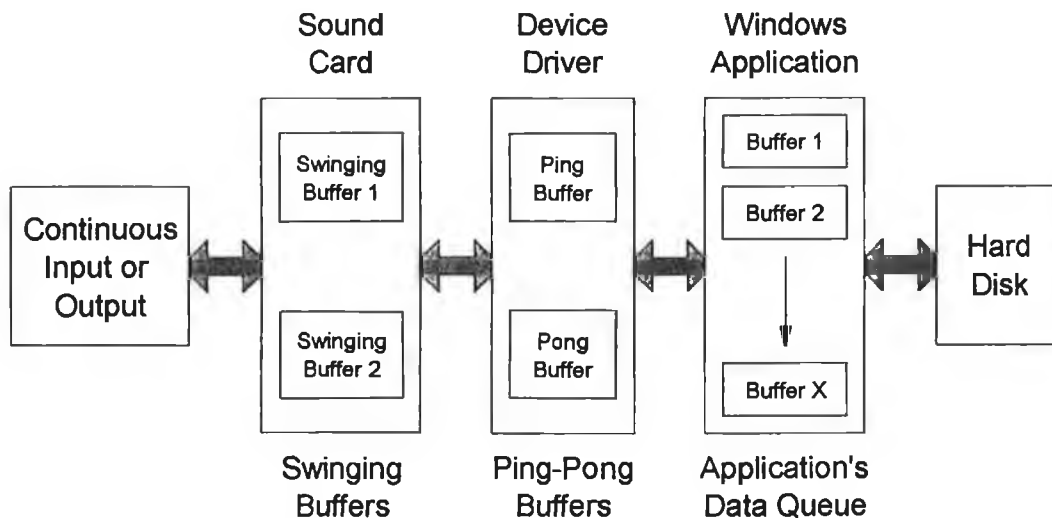 Sound
Card
Device
Driver
Windows
Application
Continuous
Input or
Output
Swinging
Buffer 1
Swinging
Buffer 2
Ping
Buffer
Pong
Buffer
Buffer 1
Buffer 2
Buffer X
Hard
Disk
Swinging
Buffers
Ping-Pong
Buffers
Application's
Data Queue